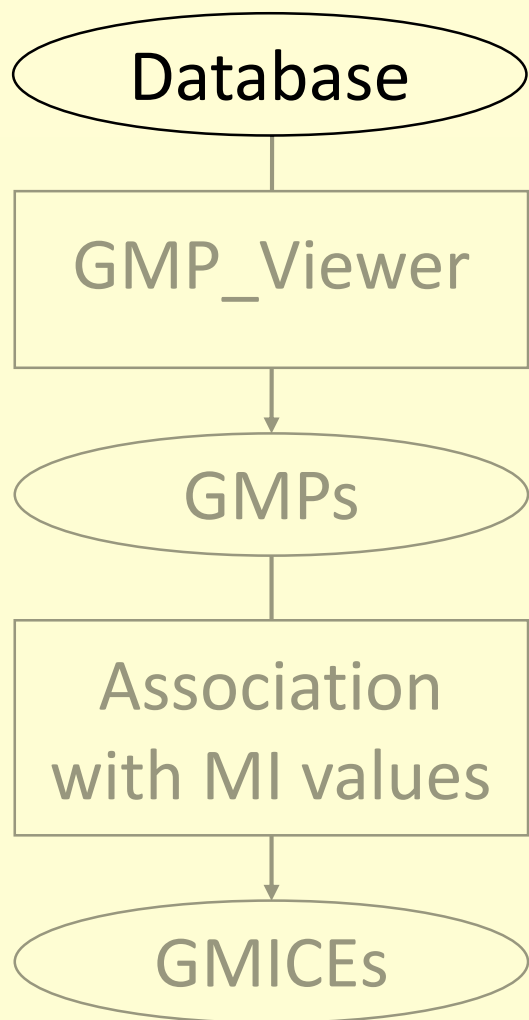 Database
GMP_Viewer
GMPs
Association
with MI values
GMICEs